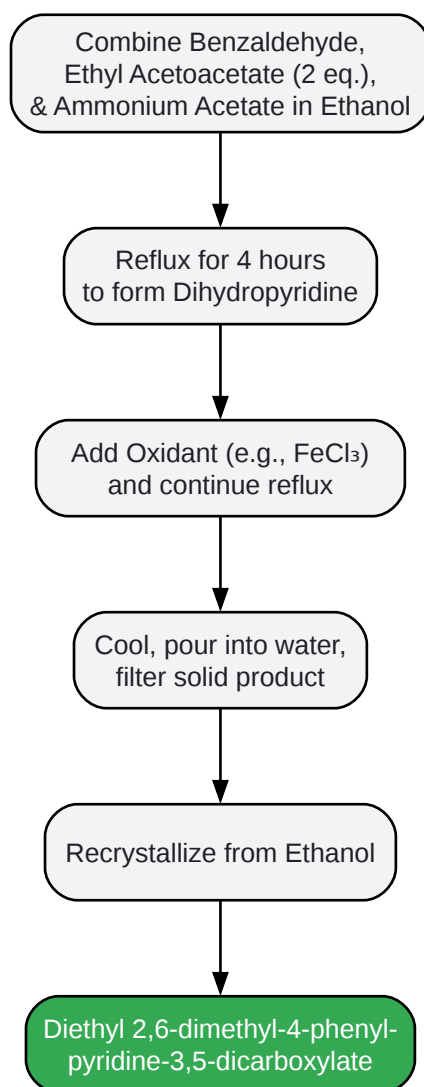 Combine Benzaldehyde,
Ethyl Acetoacetate (2 eq.),
& Ammonium Acetate in Ethanol
Reflux for 4 hours
to form Dihydropyridine
Add Oxidant (e.g., FeCl₃)
and continue reflux
Cool, pour into water,
filter solid product
Recrystallize from Ethanol
Diethyl 2,6-dimethyl-4-phenyl-
pyridine-3,5-dicarboxylate